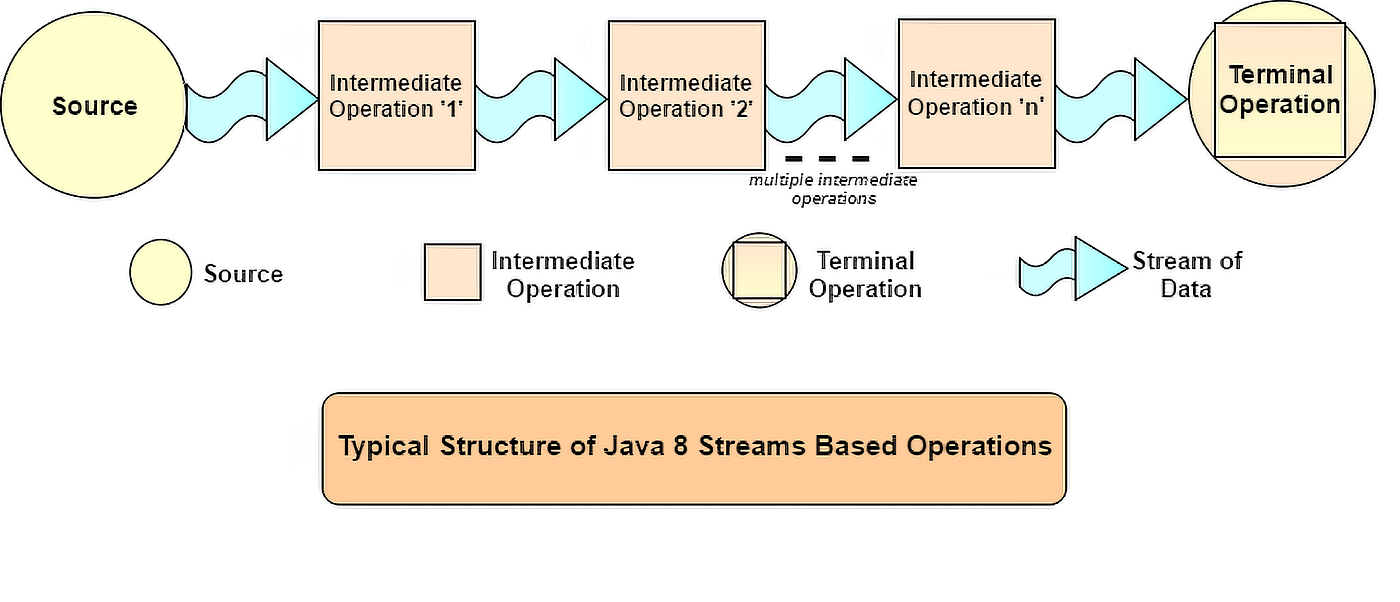 Source
Intermediate
Operation '1'
Intermediate
Operation '2'
Intermediate
Operation 'n'
Terminal
Operation
multiple intermediate
operations
Source
Intermediate
Operation
Terminal
Operation
Stream of
Data
Typical Structure of Java 8 Streams Based Operations